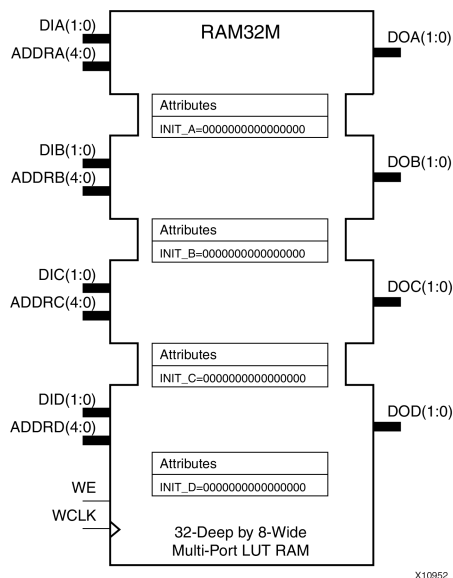 RAM32M
DIA(1:0)
ADDRA(4:0)
DOA(1:0)
Attributes
INIT_A=0000000000000000
DIB(1:0)
ADDRB(4:0)
DOB(1:0)
Attributes
INIT_B=0000000000000000
DIC(1:0)
ADDRC(4:0)
DOC(1:0)
Attributes
INIT_C=0000000000000000
DID(1:0)
ADDRD(4:0)
DOD(1:0)
Attributes
INIT_D=0000000000000000
WE
WCLK
32-Deep by 8-Wide
Multi-Port LUT RAM
X10952